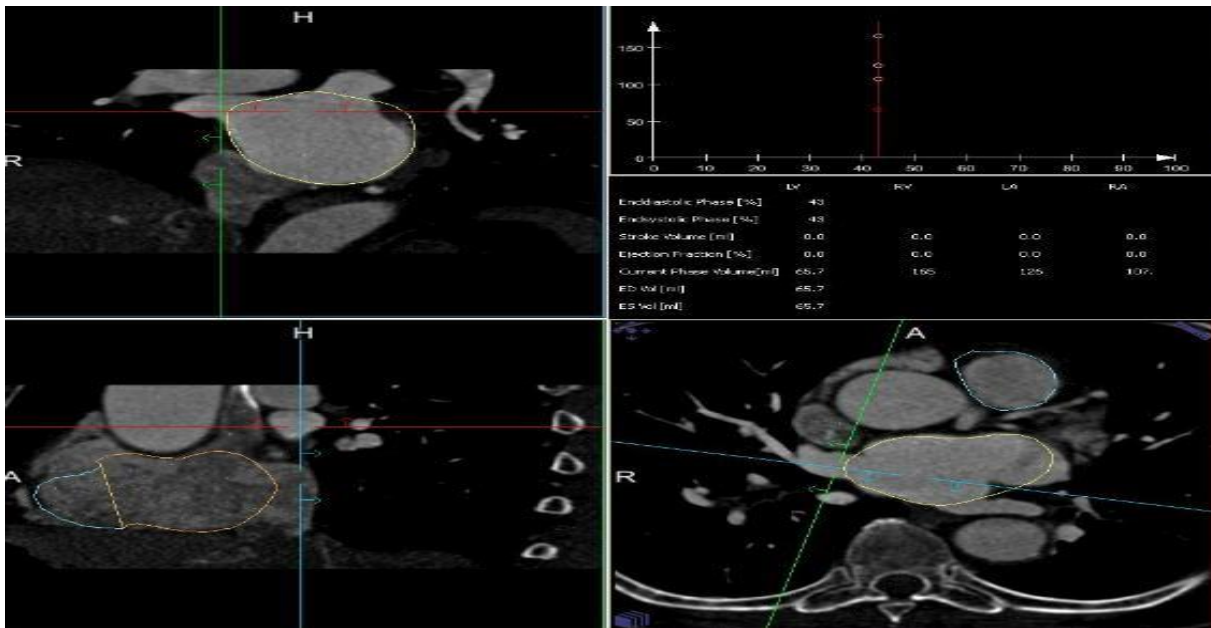 H
R
150
100
50
0
0 10 20 30 40 50 60 70 80 90 100
LV RV LA RA
Enddiastolic Phase [%] 43
Endsystolic Phase [%] 43
Stroke Volume [ml] 0.0 0.0 0.0 0.0
Ejection Fraction [%] 0.0 0.0 0.0 0.0
Current Phase Volume[ml] 65.7 165 126 107.
ED Vol [ml] 65.7
ES Vol [ml] 65.7
H
A
A
R